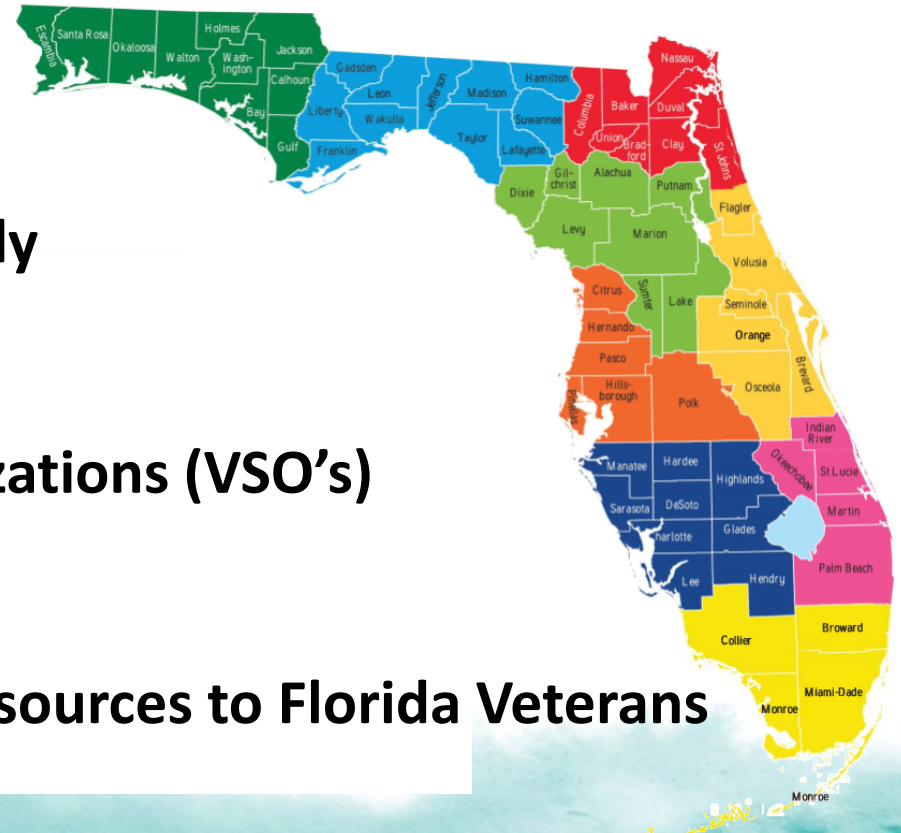 Escambia
Santa Rosa
Okaloosa
Walton
Holmes
Wash-
ington
Jackson
Calhoun
Bay
Gulf
Gadsden
Liberty
Franklin
Leon
Wakulla
Jefferson
Madison
Taylor
Hamilton
Suwannee
Lafayette
Columbia
Baker
Nassau
Duval
Union
Brad-
ford
Clay
St Johns
Dixie
Gil-
christ
Alachua
Putnam
Levy
Marion
Flagler
ly
Volusia
Citrus
Sumter
Lake
Seminole
Hernando
Orange
Pasco
Brevard
Hills-
borough
Pinellas
Polk
Osceola
Indian
River
zations (VSO’s)
Manatee
Hardee
Highlands
Okeechobee
St Lucie
Sarasota
DeSoto
Martin
harlotte
Glades
Palm Beach
Lee
Hendry
Collier
Broward
sources to Florida Veterans
Monroe
Miami-Dade
Monroe